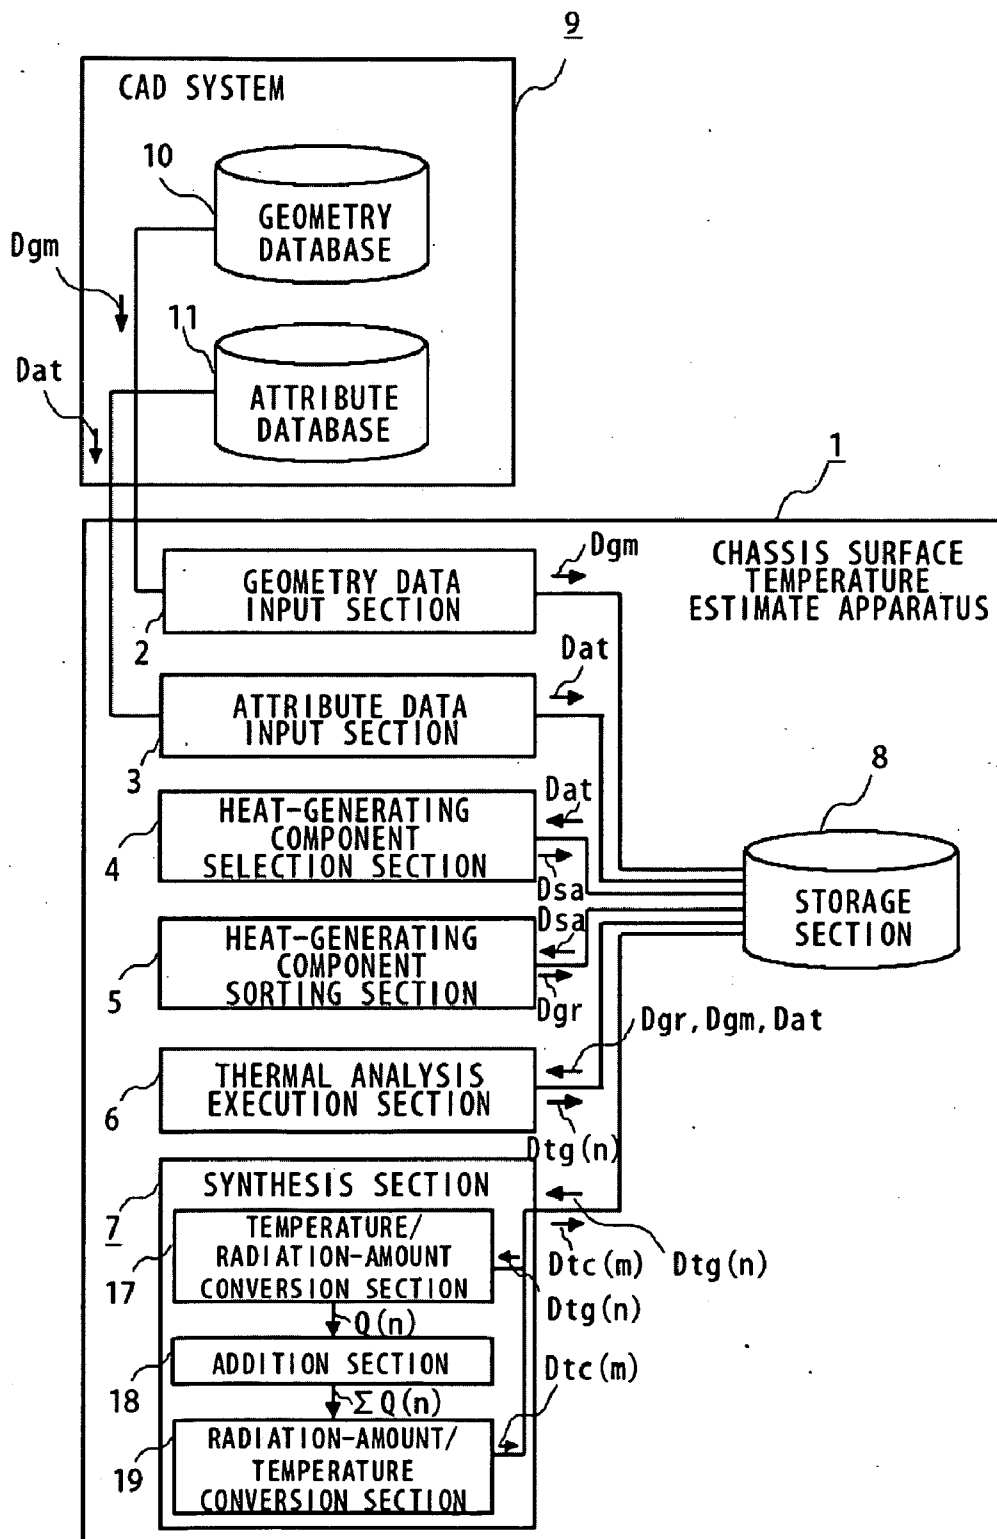 9
CAD SYSTEM
10
GEOMETRY
DATABASE
Dgm
11
ATTRIBUTE
DATABASE
Dat
1
CHASSIS SURFACE
TEMPERATURE
ESTIMATE APPARATUS
GEOMETRY DATA
INPUT SECTION
2
Dgm
ATTRIBUTE DATA
INPUT SECTION
3
Dat
8
STORAGE
SECTION
HEAT-GENERATING
COMPONENT
SELECTION SECTION
4
Dat
Dsa
HEAT-GENERATING
COMPONENT
SORTING SECTION
5
Dsa
Dgr
THERMAL ANALYSIS
EXECUTION SECTION
6
Dgr, Dgm, Dat
Dtg(n)
SYNTHESIS SECTION
7
TEMPERATURE/
RADIATION-AMOUNT
CONVERSION SECTION
17
Dtc(m)
Dtg(n)
Dtg(n)
Q(n)
ADDITION SECTION
18
ΣQ(n)
Dtc(m)
RADIATION-AMOUNT/
TEMPERATURE
CONVERSION SECTION
19